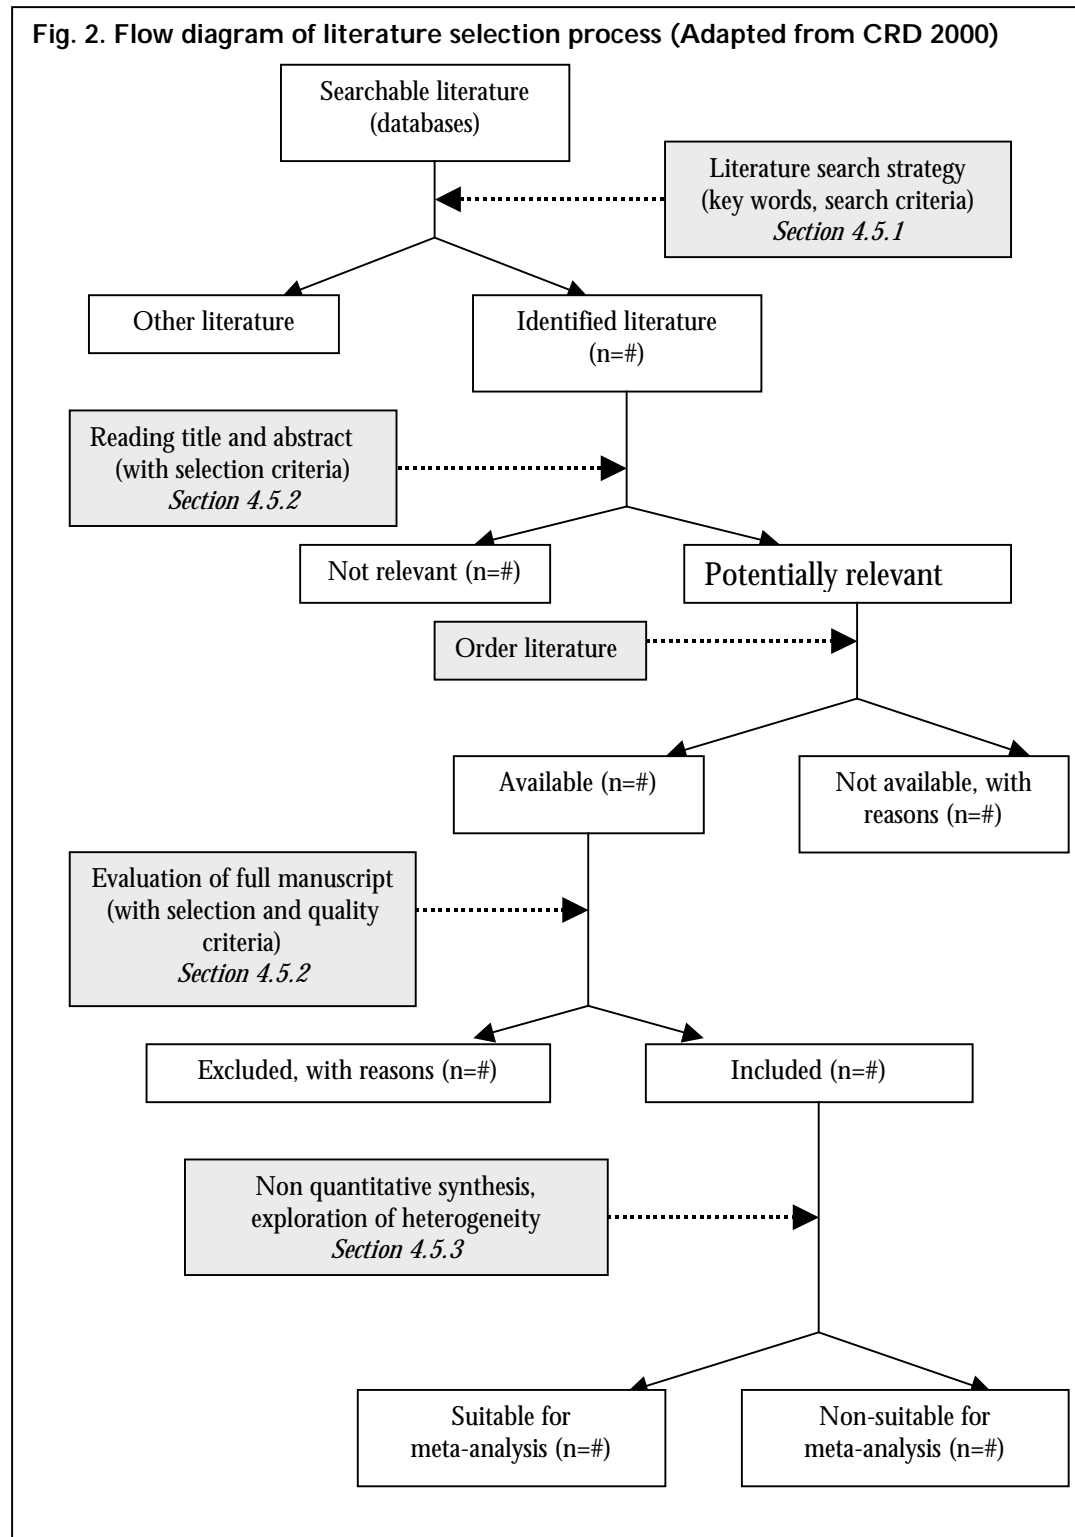 Fig. 2. Flow diagram of literature selection process (Adapted from CRD 2000)
Searchable literature
(databases)
Literature search strategy
(key words, search criteria)
Section 4.5.1
Other literature
Identified literature
(n=#)
Reading title and abstract
(with selection criteria)
Section 4.5.2
Not relevant (n=#)
Potentially relevant
Order literature
Available (n=#)
Not available, with
reasons (n=#)
Evaluation of full manuscript
(with selection and quality
criteria)
Section 4.5.2
Excluded, with reasons (n=#)
Included (n=#)
Non quantitative synthesis,
exploration of heterogeneity
Section 4.5.3
Suitable for
meta-analysis (n=#)
Non-suitable for
meta-analysis (n=#)